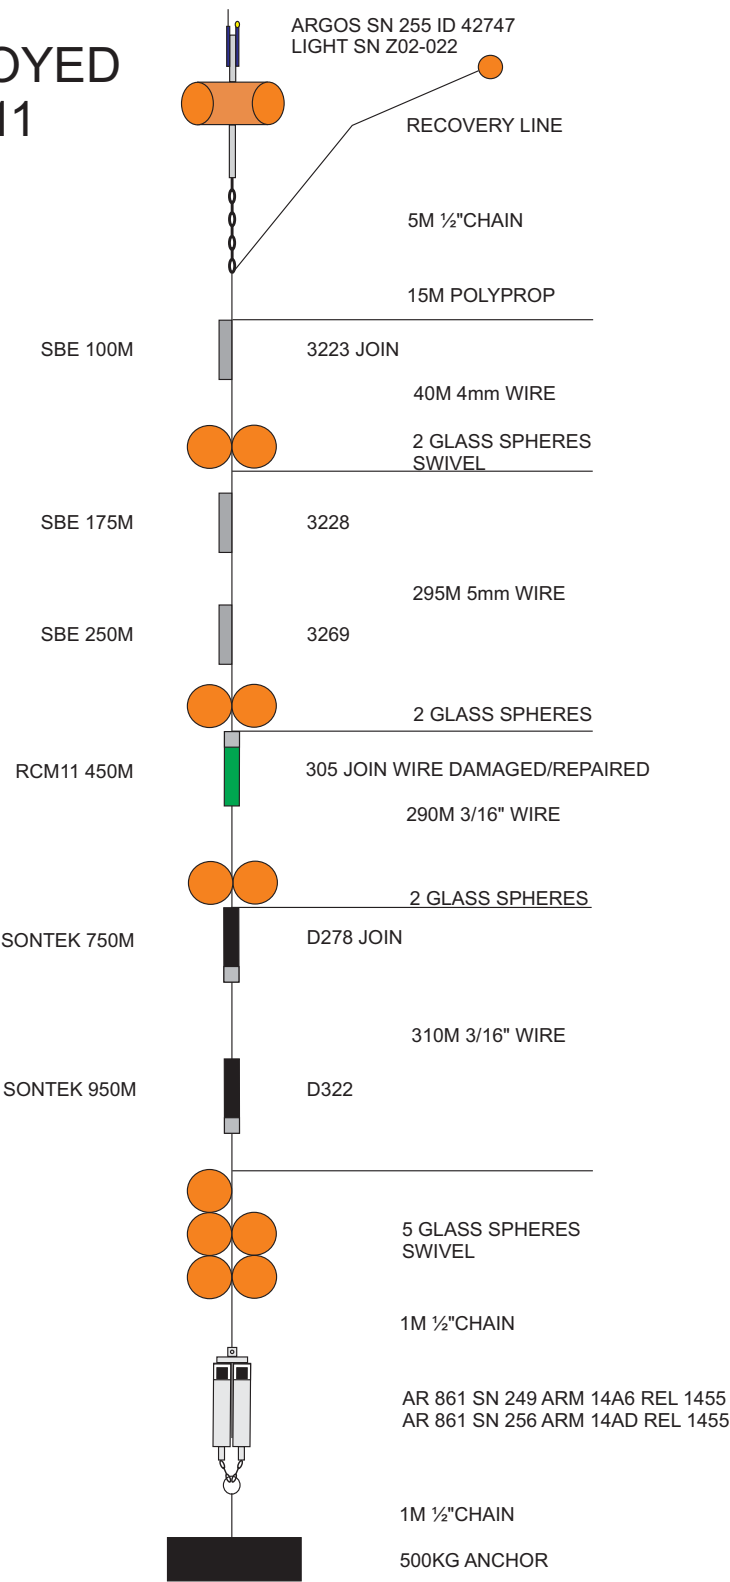 ARGOS SN 255 ID 42747
LIGHT SN Z02-022
OYED
11
RECOVERY LINE
5M ½"CHAIN
15M POLYPROP
SBE 100M 3223 JOIN
40M 4mm WIRE
2 GLASS SPHERES
SWIVEL
SBE 175M 3228
295M 5mm WIRE
SBE 250M 3269
2 GLASS SPHERES
RCM11 450M 305 JOIN WIRE DAMAGED/REPAIRED
290M 3/16" WIRE
2 GLASS SPHERES
SONTEK 750M D278 JOIN
310M 3/16" WIRE
SONTEK 950M D322
5 GLASS SPHERES
SWIVEL
1M ½"CHAIN
AR 861 SN 249 ARM 14A6 REL 1455
AR 861 SN 256 ARM 14AD REL 1455
1M ½"CHAIN
500KG ANCHOR